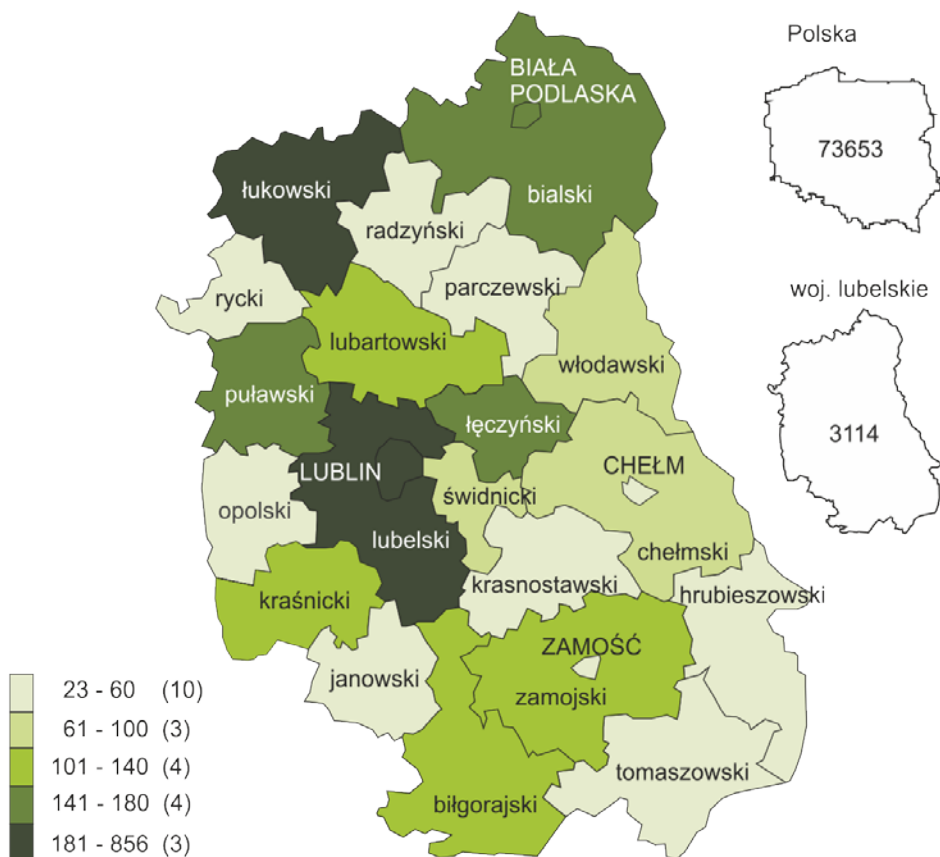 Polska
73653
woj. lubelskie
3114
BIAŁA
PODLASKA
łukowski
bialski
radzyński
rycki
parczewski
lubartowski
włodawski
puławski
łęczyński
LUBLIN
CHEŁM
świdnicki
opolski
lubelski
chełmski
krasnostawski
hrubieszowski
kraśnicki
ZAMOŚĆ
janowski
zamojski
tomaszowski
biłgorajski
23 - 60 (10)
61 - 100 (3)
101 - 140 (4)
141 - 180 (4)
181 - 856 (3)